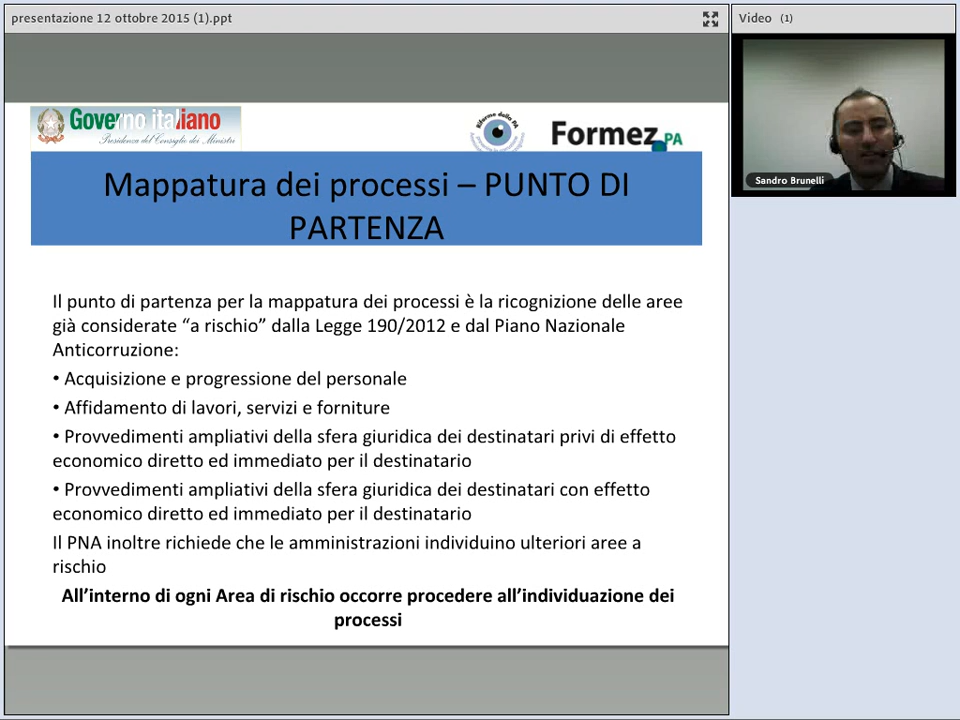 presentazione 12 ottobre 2015 (1).ppt
Video (1)
Governo italiano
Presidenza del Consiglio dei Ministri
Riforme della PA
Formez PA
Sandro Brunelli
Mappatura dei processi – PUNTO DI
PARTENZA
Il punto di partenza per la mappatura dei processi è la ricognizione delle aree
già considerate “a rischio” dalla Legge 190/2012 e dal Piano Nazionale
Anticorruzione:
• Acquisizione e progressione del personale
• Affidamento di lavori, servizi e forniture
• Provvedimenti ampliativi della sfera giuridica dei destinatari privi di effetto
economico diretto ed immediato per il destinatario
• Provvedimenti ampliativi della sfera giuridica dei destinatari con effetto
economico diretto ed immediato per il destinatario
Il PNA inoltre richiede che le amministrazioni individuino ulteriori aree a
rischio
All’interno di ogni Area di rischio occorre procedere all’individuazione dei
processi